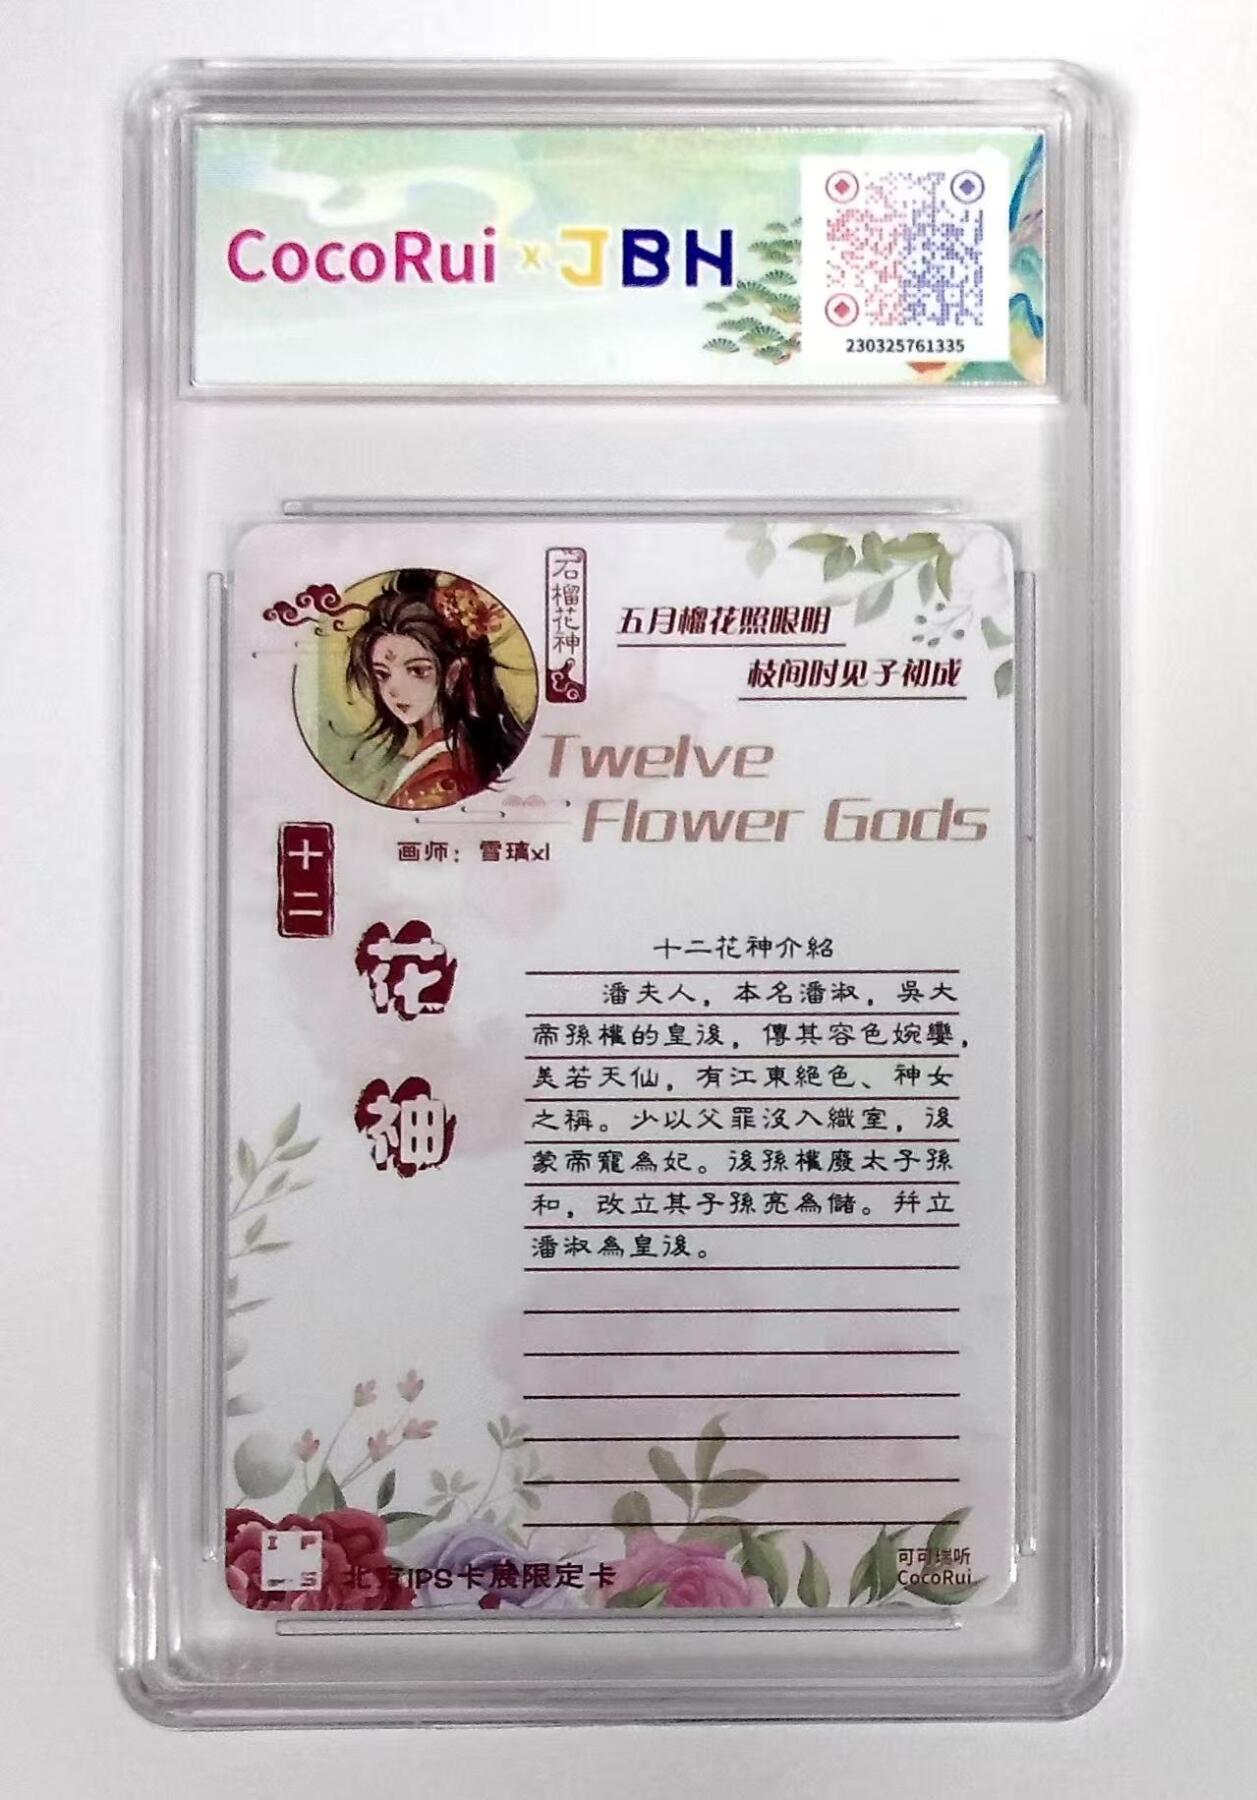 CocoRui x JBH
230325761335
石榴花神
五月榴花照眼明
枝间时见子初成
Twelve
Flower Gods
画师：雪璃xl
十二
花神
十二花神介紹
潘夫人，本名潘淑，吳大
帝孫權的皇後，傳其容色婉孌，
美若天仙，有江東絕色、神女
之稱。少以父罪沒入織室，後
蒙帝寵為妃。後孫權廢太子孫
和，改立其子孫亮為儲。并立
潘淑為皇後。
IPS
北京IPS卡展限定卡
可可瑞听
CocoRui